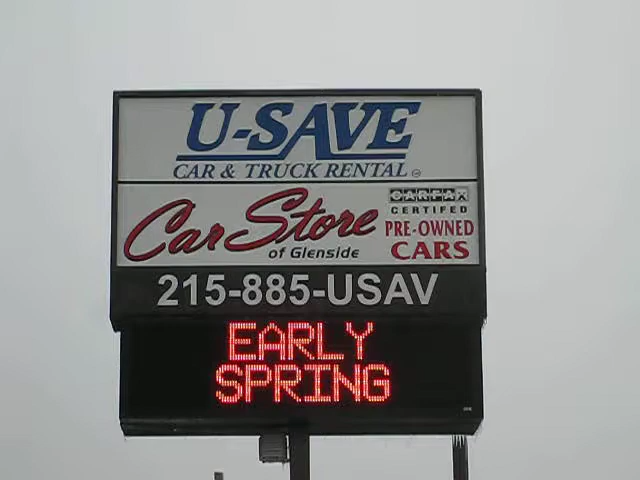 U-SAVE
CAR & TRUCK RENTAL
Car Store
of Glenside
CARFAX
CERTIFIED
PRE-OWNED
CARS
215-885-USAV
EARLY
SPRING